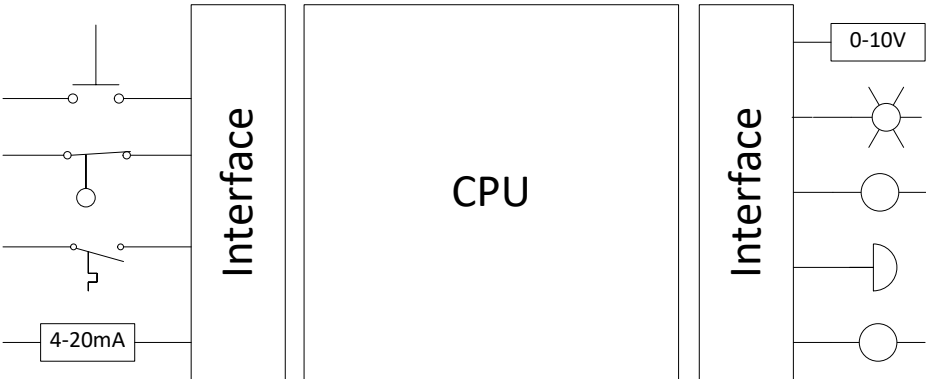 Interface
CPU
Interface
0-10V
4-20mA